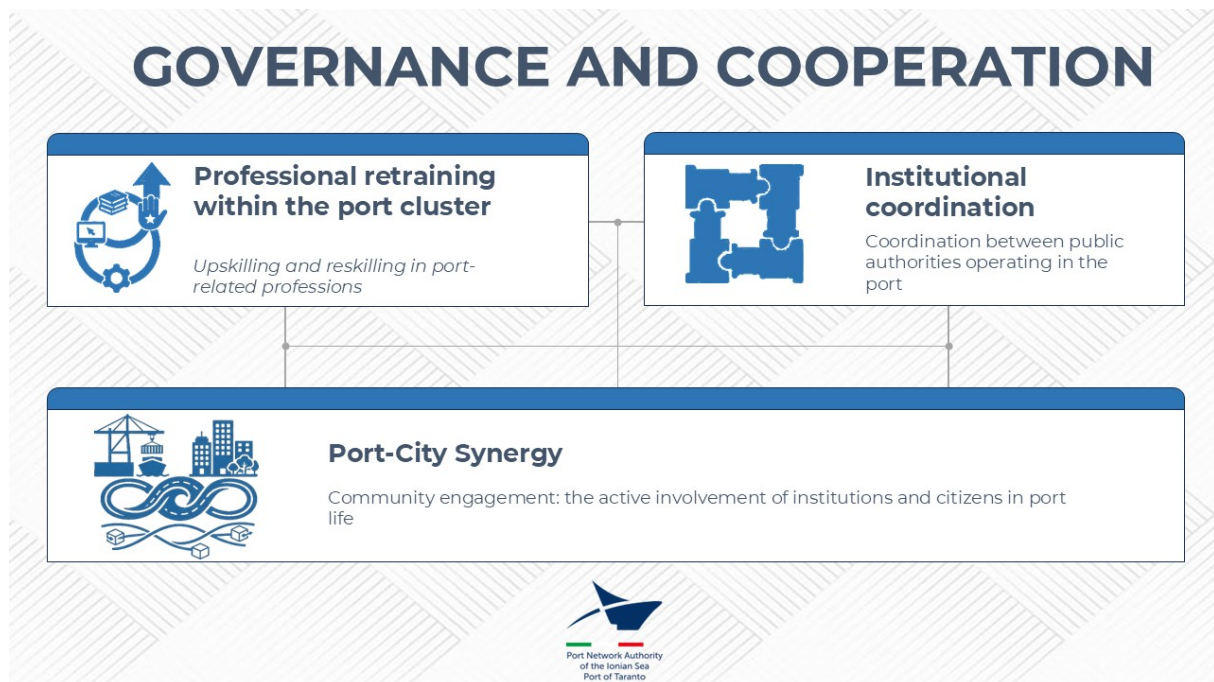 GOVERNANCE AND COOPERATION
Professional retraining
within the port cluster
Upskilling and reskilling in port-
related professions
Institutional
coordination
Coordination between public
authorities operating in the
port
Port-City Synergy
Community engagement: the active involvement of institutions and citizens in port
life
Port Network Authority
of the Ionian Sea
Port of Taranto